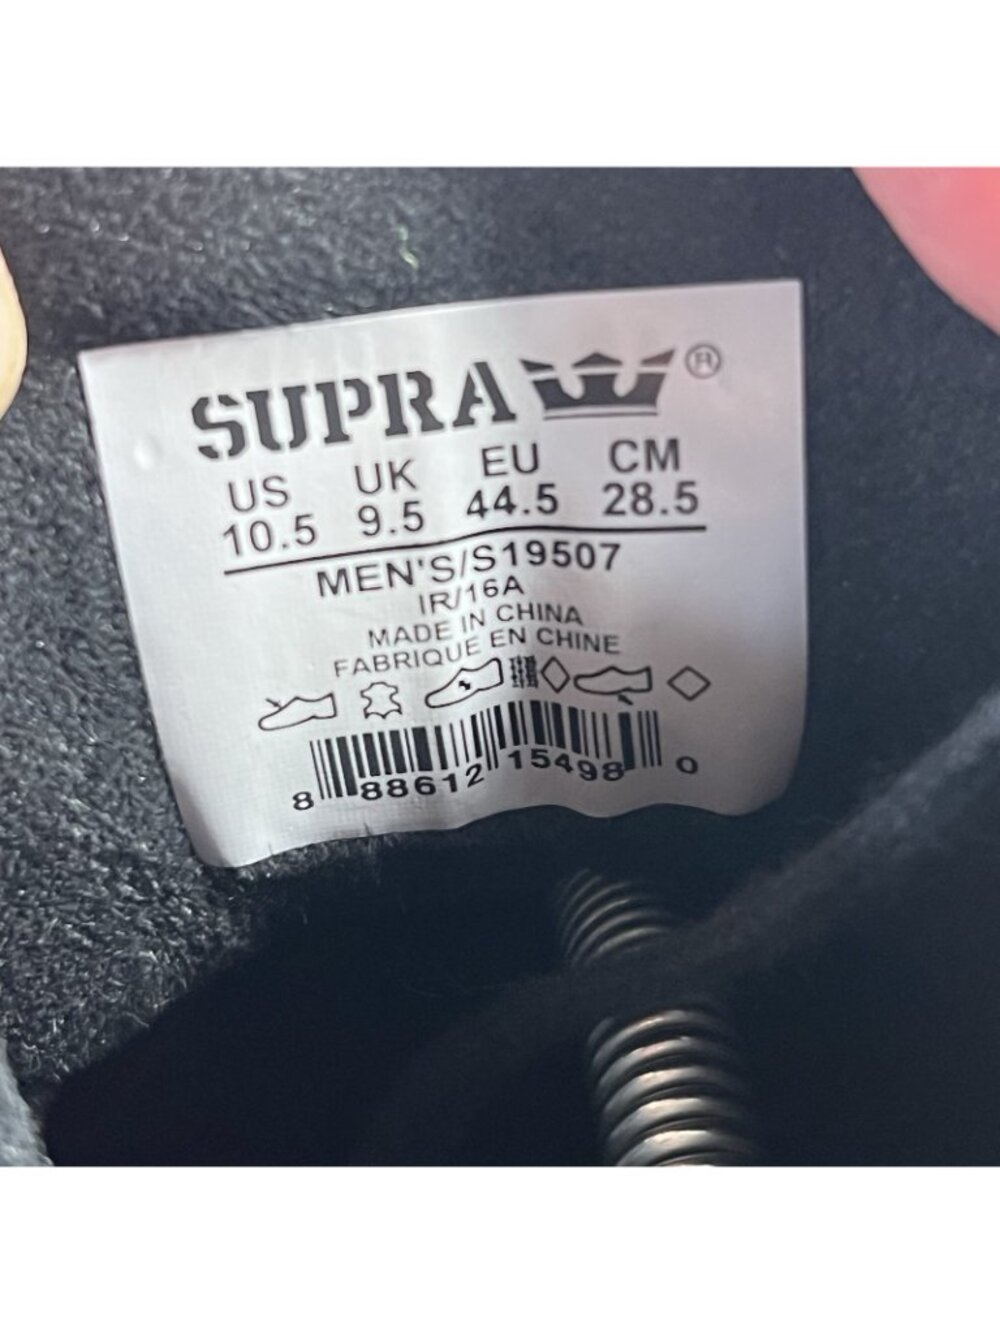 SUPRA ®
US UK EU CM
10.5 9.5 44.5 28.5
MEN'S/S19507
IR/16A
MADE IN CHINA
FABRIQUE EN CHINE
8 88612 15498 0